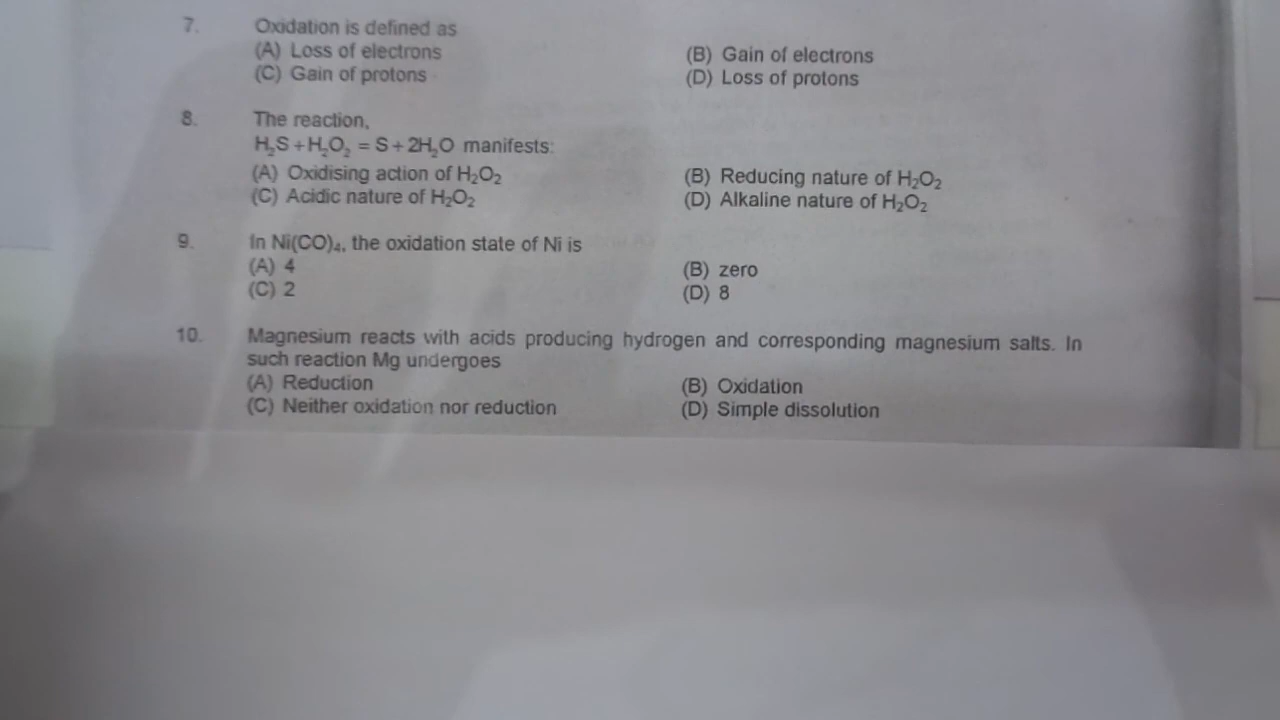 7. Oxidation is defined as
(A) Loss of electrons (B) Gain of electrons
(C) Gain of protons (D) Loss of protons
8. The reaction,
H₂S+H₂O₂ = S+2H₂O manifests:
(A) Oxidising action of H₂O₂ (B) Reducing nature of H₂O₂
(C) Acidic nature of H₂O₂ (D) Alkaline nature of H₂O₂
9. In Ni(CO)₄, the oxidation state of Ni is
(A) 4 (B) zero
(C) 2 (D) 8
10. Magnesium reacts with acids producing hydrogen and corresponding magnesium salts. In
such reaction Mg undergoes
(A) Reduction (B) Oxidation
(C) Neither oxidation nor reduction (D) Simple dissolution